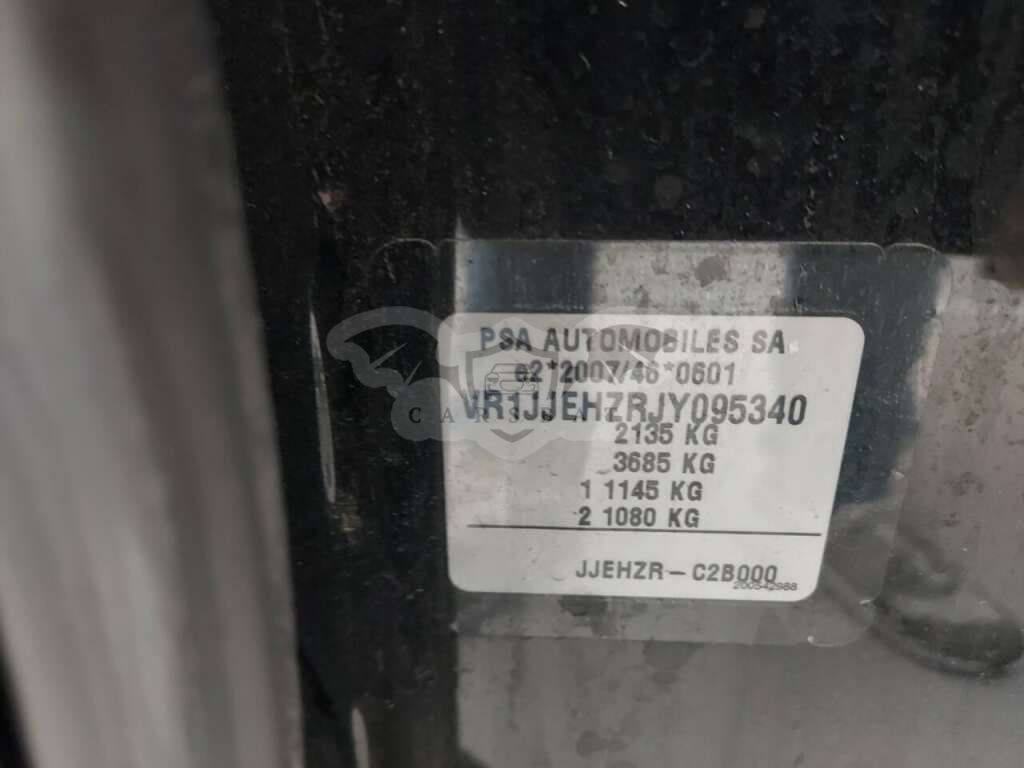 PSA AUTOMOBILES SA
e2*2007/46*0601
VR1JJEHZRJY095340
2135 KG
3685 KG
1 1145 KG
2 1080 KG
JJEHZR-C2B000
200542988